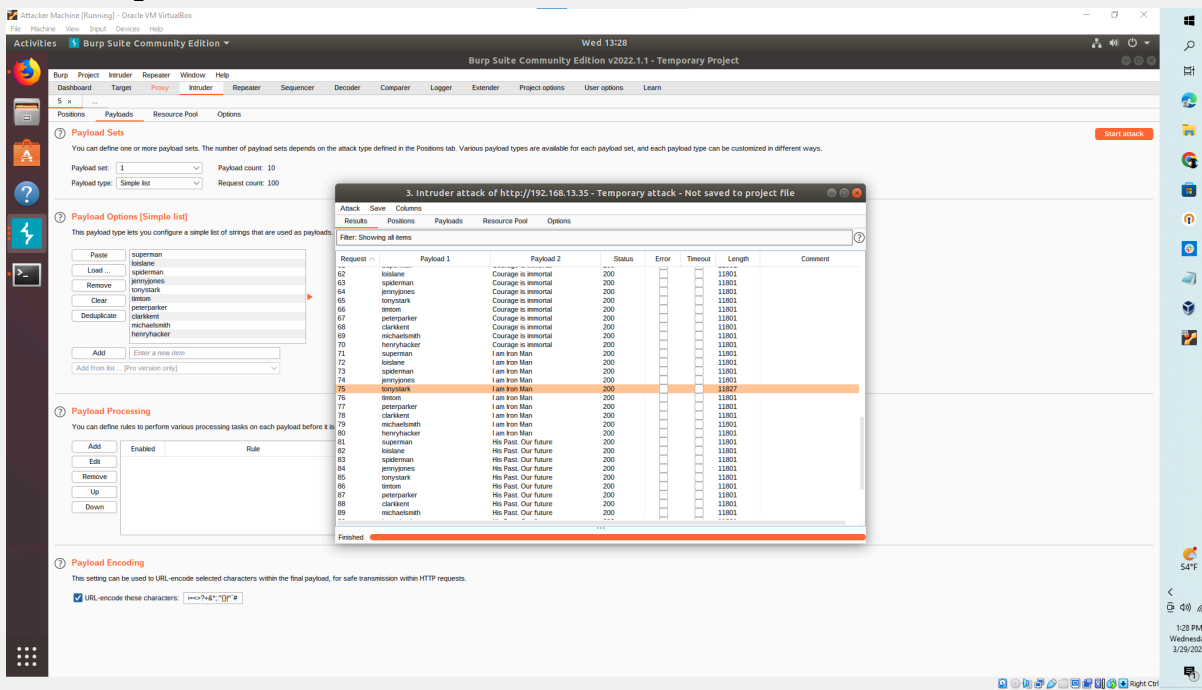 Attacker Machine [Running] - Oracle VM VirtualBox
File Machine View Input Devices Help
Activities Burp Suite Community Edition Wed 13:28
Burp Suite Community Edition v2022.1.1 - Temporary Project
Burp Project Intruder Repeater Window Help
Dashboard Target Proxy Intruder Repeater Sequencer Decoder Comparer Logger Extender Project options User options Learn
5 × ...
Positions Payloads Resource Pool Options
Payload Sets
Start attack
You can define one or more payload sets. The number of payload sets depends on the attack type defined in the Positions tab. Various payload types are available for each payload set, and each payload type can be customized in different ways.
Payload set: 1 Payload count: 10
Payload type: Simple list Request count: 100
Payload Options [Simple list]
This payload type lets you configure a simple list of strings that are used as payloads.
Paste
Load ...
Remove
Clear
Deduplicate
superman
loislane
spiderman
jennyjones
tonystark
timtom
peterparker
clarkkent
michaelsmith
henryhacker
Add Enter a new item
Add from list ... [Pro version only]
Payload Processing
You can define rules to perform various processing tasks on each payload before it is
Add
Edit
Remove
Up
Down
Enabled Rule
Payload Encoding
This setting can be used to URL-encode selected characters within the final payload, for safe transmission within HTTP requests.
URL-encode these characters:
3. Intruder attack of http://192.168.13.35 - Temporary attack - Not saved to project file
Attack Save Columns
Results Positions Payloads Resource Pool Options
Filter: Showing all items
Request Payload 1 Payload 2 Status Error Timeout Length Comment
62 loislane Courage is immortal 200 11801
63 spiderman Courage is immortal 200 11801
64 jennyjones Courage is immortal 200 11801
65 tonystark Courage is immortal 200 11801
66 timtom Courage is immortal 200 11801
67 peterparker Courage is immortal 200 11801
68 clarkkent Courage is immortal 200 11801
69 michaelsmith Courage is immortal 200 11801
70 henryhacker Courage is immortal 200 11801
71 superman I am Iron Man 200 11801
72 loislane I am Iron Man 200 11801
73 spiderman I am Iron Man 200 11801
74 jennyjones I am Iron Man 200 11801
75 tonystark I am Iron Man 200 11827
76 timtom I am Iron Man 200 11801
77 peterparker I am Iron Man 200 11801
78 clarkkent I am Iron Man 200 11801
79 michaelsmith I am Iron Man 200 11801
80 henryhacker I am Iron Man 200 11801
81 superman His Past. Our future 200 11801
82 loislane His Past. Our future 200 11801
83 spiderman His Past. Our future 200 11801
84 jennyjones His Past. Our future 200 11801
85 tonystark His Past. Our future 200 11801
86 timtom His Past. Our future 200 11801
87 peterparker His Past. Our future 200 11801
88 clarkkent His Past. Our future 200 11801
89 michaelsmith His Past. Our future 200 11801
Finished
54°F
1:28 PM
Wednesda
3/29/202
Right Ctrl